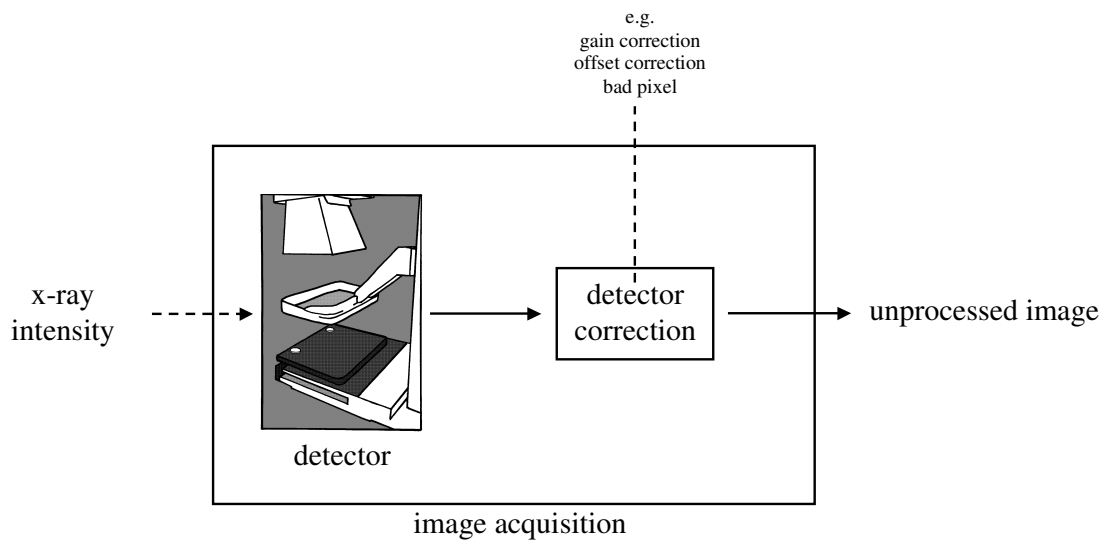 e.g.
gain correction
offset correction
bad pixel
x-ray
intensity
detector
correction
unprocessed image
detector
image acquisition